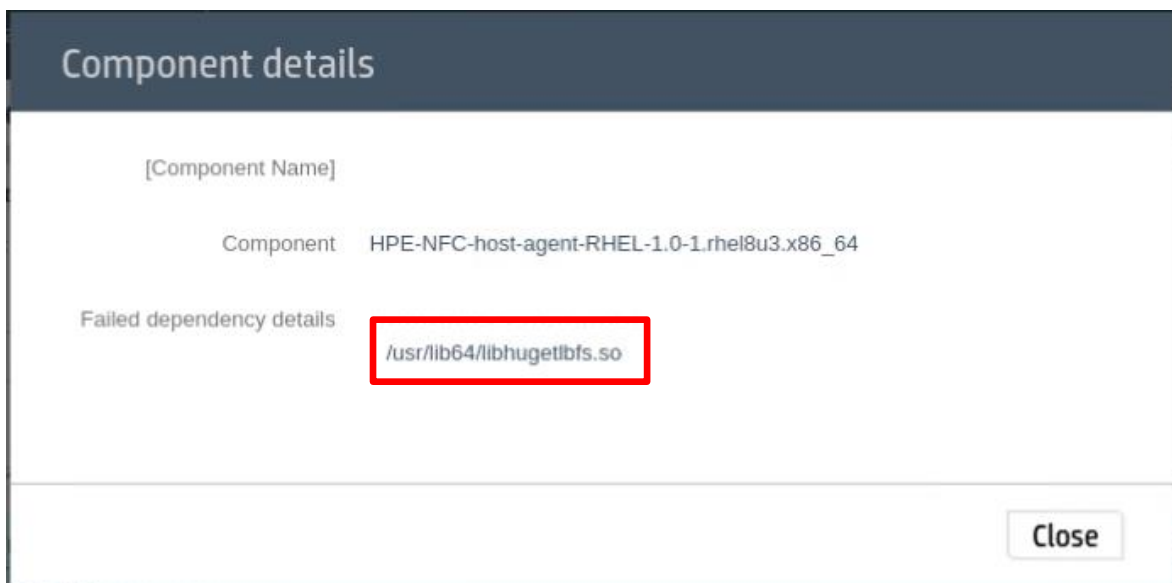 Component details
[Component Name]
Component HPE-NFC-host-agent-RHEL-1.0-1.rhel8u3.x86_64
Failed dependency details
/usr/lib64/libhugetlbfs.so
Close